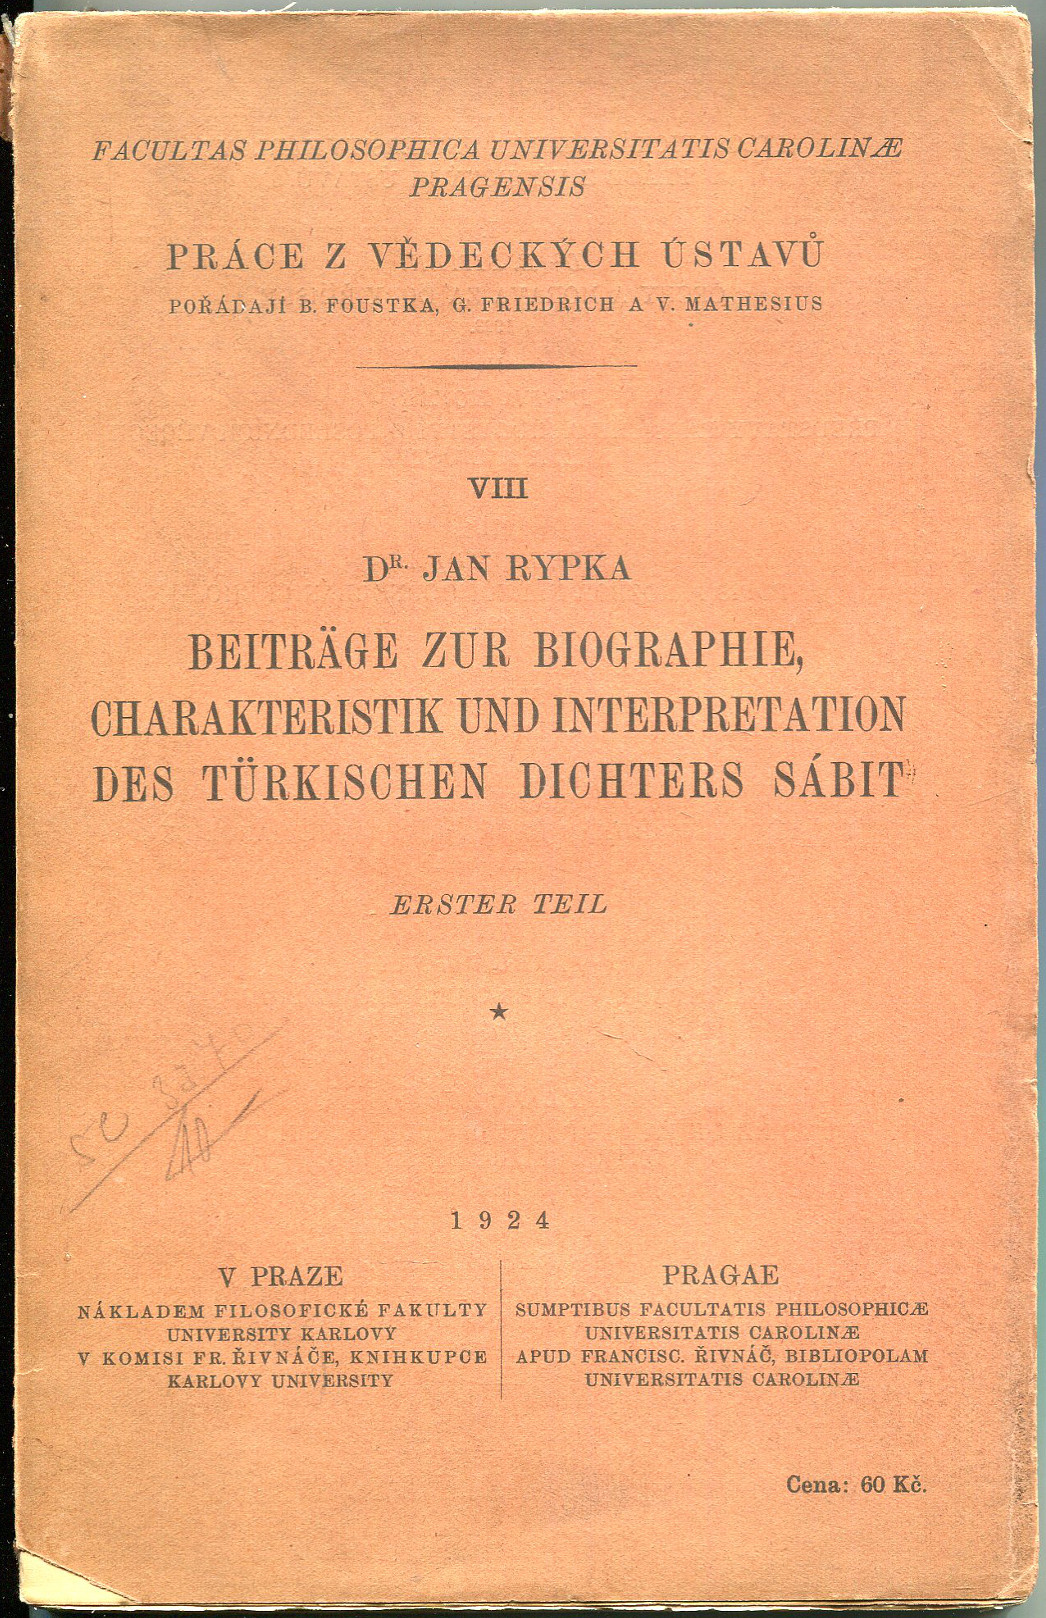 FACULTAS PHILOSOPHICA UNIVERSITATIS CAROLINÆ
PRAGENSIS
PRÁCE Z VĚDECKÝCH ÚSTAVŮ
POŘÁDAJÍ B. FOUSTKA, G. FRIEDRICH A V. MATHESIUS
VIII
DR. JAN RYPKA
BEITRÄGE ZUR BIOGRAPHIE,
CHARAKTERISTIK UND INTERPRETATION
DES TÜRKISCHEN DICHTERS SÁBIT
ERSTER TEIL
★
1924
V PRAZE
NÁKLADEM FILOSOFICKÉ FAKULTY
UNIVERSITY KARLOVY
V KOMISI FR. ŘIVNÁČE, KNIHKUPCE
KARLOVY UNIVERSITY
PRAGAE
SUMPTIBUS FACULTATIS PHILOSOPHICÆ
UNIVERSITATIS CAROLINÆ
APUD FRANCISC. ŘIVNÁČ, BIBLIOPOLAM
UNIVERSITATIS CAROLINÆ
Cena: 60 Kč.